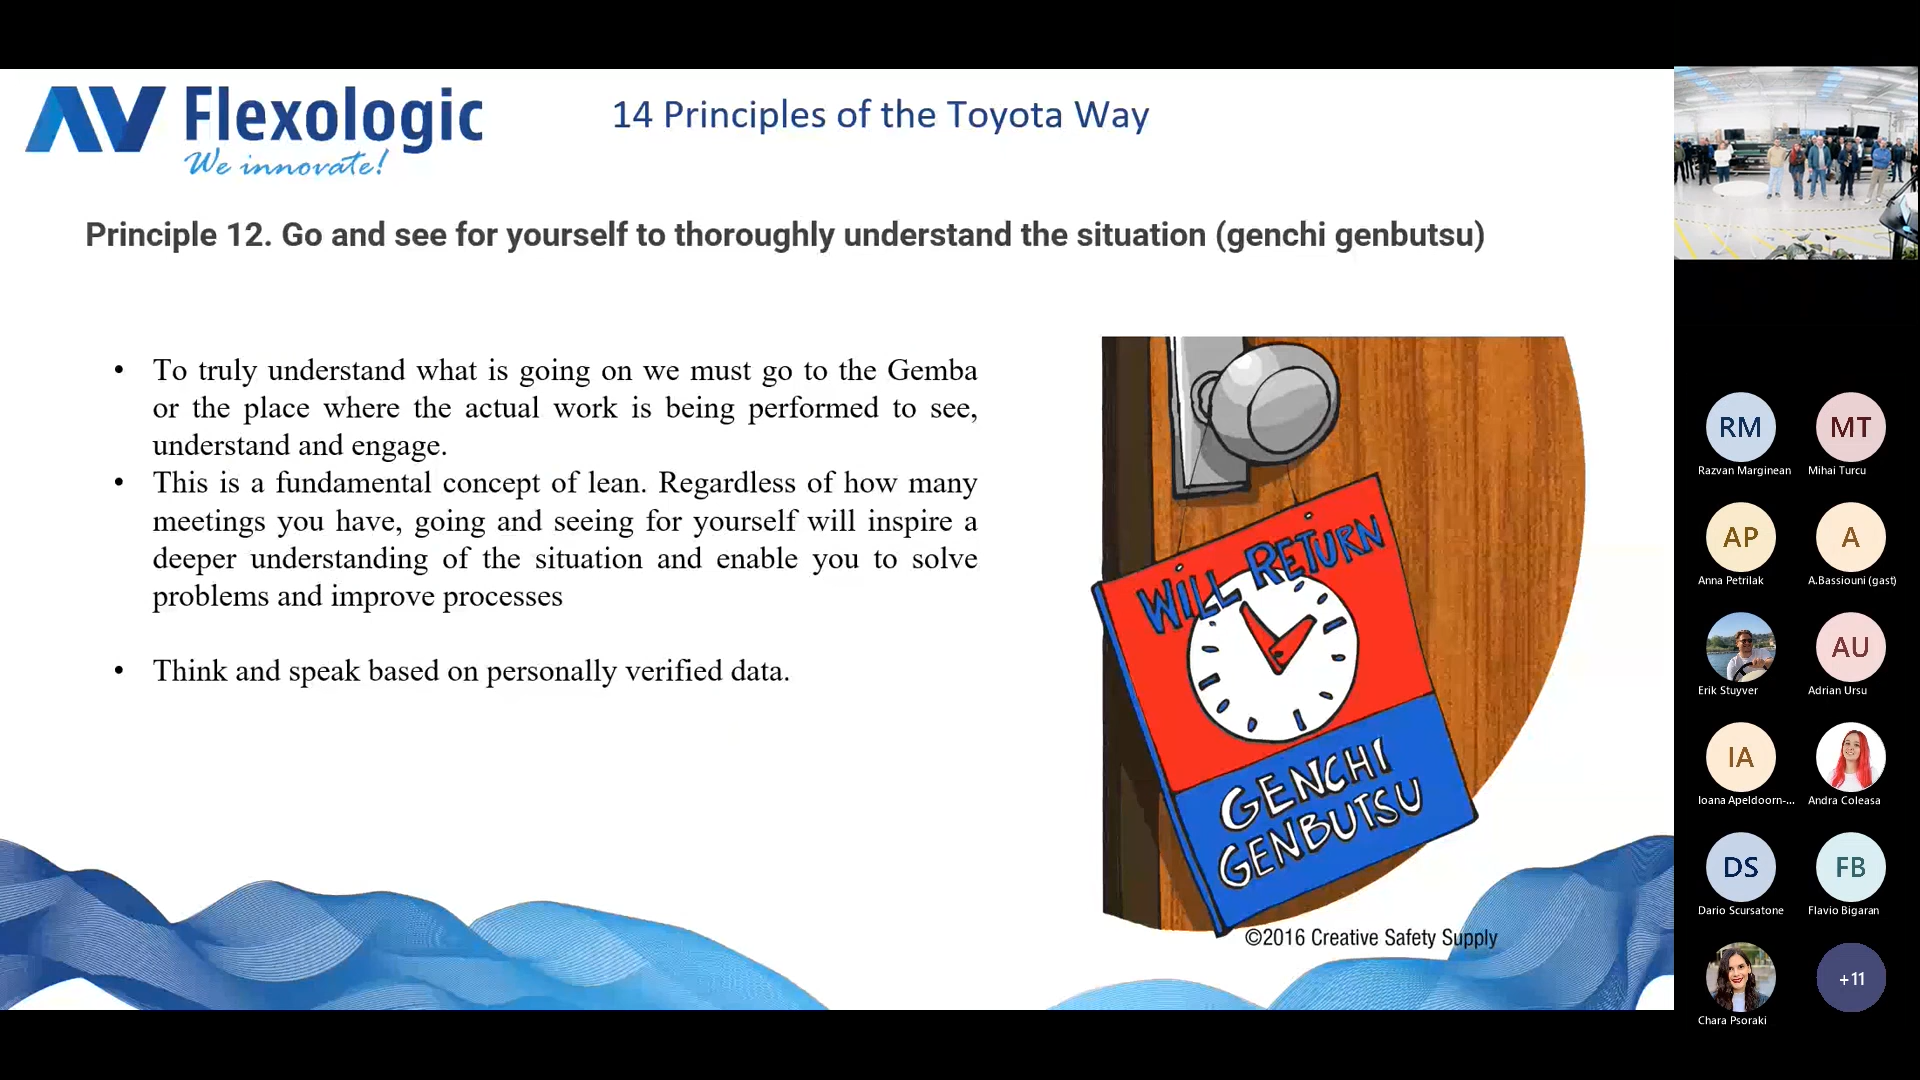 AV Flexologic
We innovate!
14 Principles of the Toyota Way
Principle 12. Go and see for yourself to thoroughly understand the situation (genchi genbutsu)
• To truly understand what is going on we must go to the Gemba
or the place where the actual work is being performed to see,
understand and engage.
• This is a fundamental concept of lean. Regardless of how many
meetings you have, going and seeing for yourself will inspire a
deeper understanding of the situation and enable you to solve
problems and improve processes
• Think and speak based on personally verified data.
WILL RETURN
GENCHI
GENBUTSU
©2016 Creative Safety Supply
RM
MT
Razvan Marginean
Mihai Turcu
AP
A
Anna Petrilak
A.Bassiouni (gast)
AU
Erik Stuyver
Adrian Ursu
IA
Ioana Apeldoorn-...
Andra Coleasa
DS
FB
Dario Scursatone
Flavio Bigaran
+11
Chara Psoraki